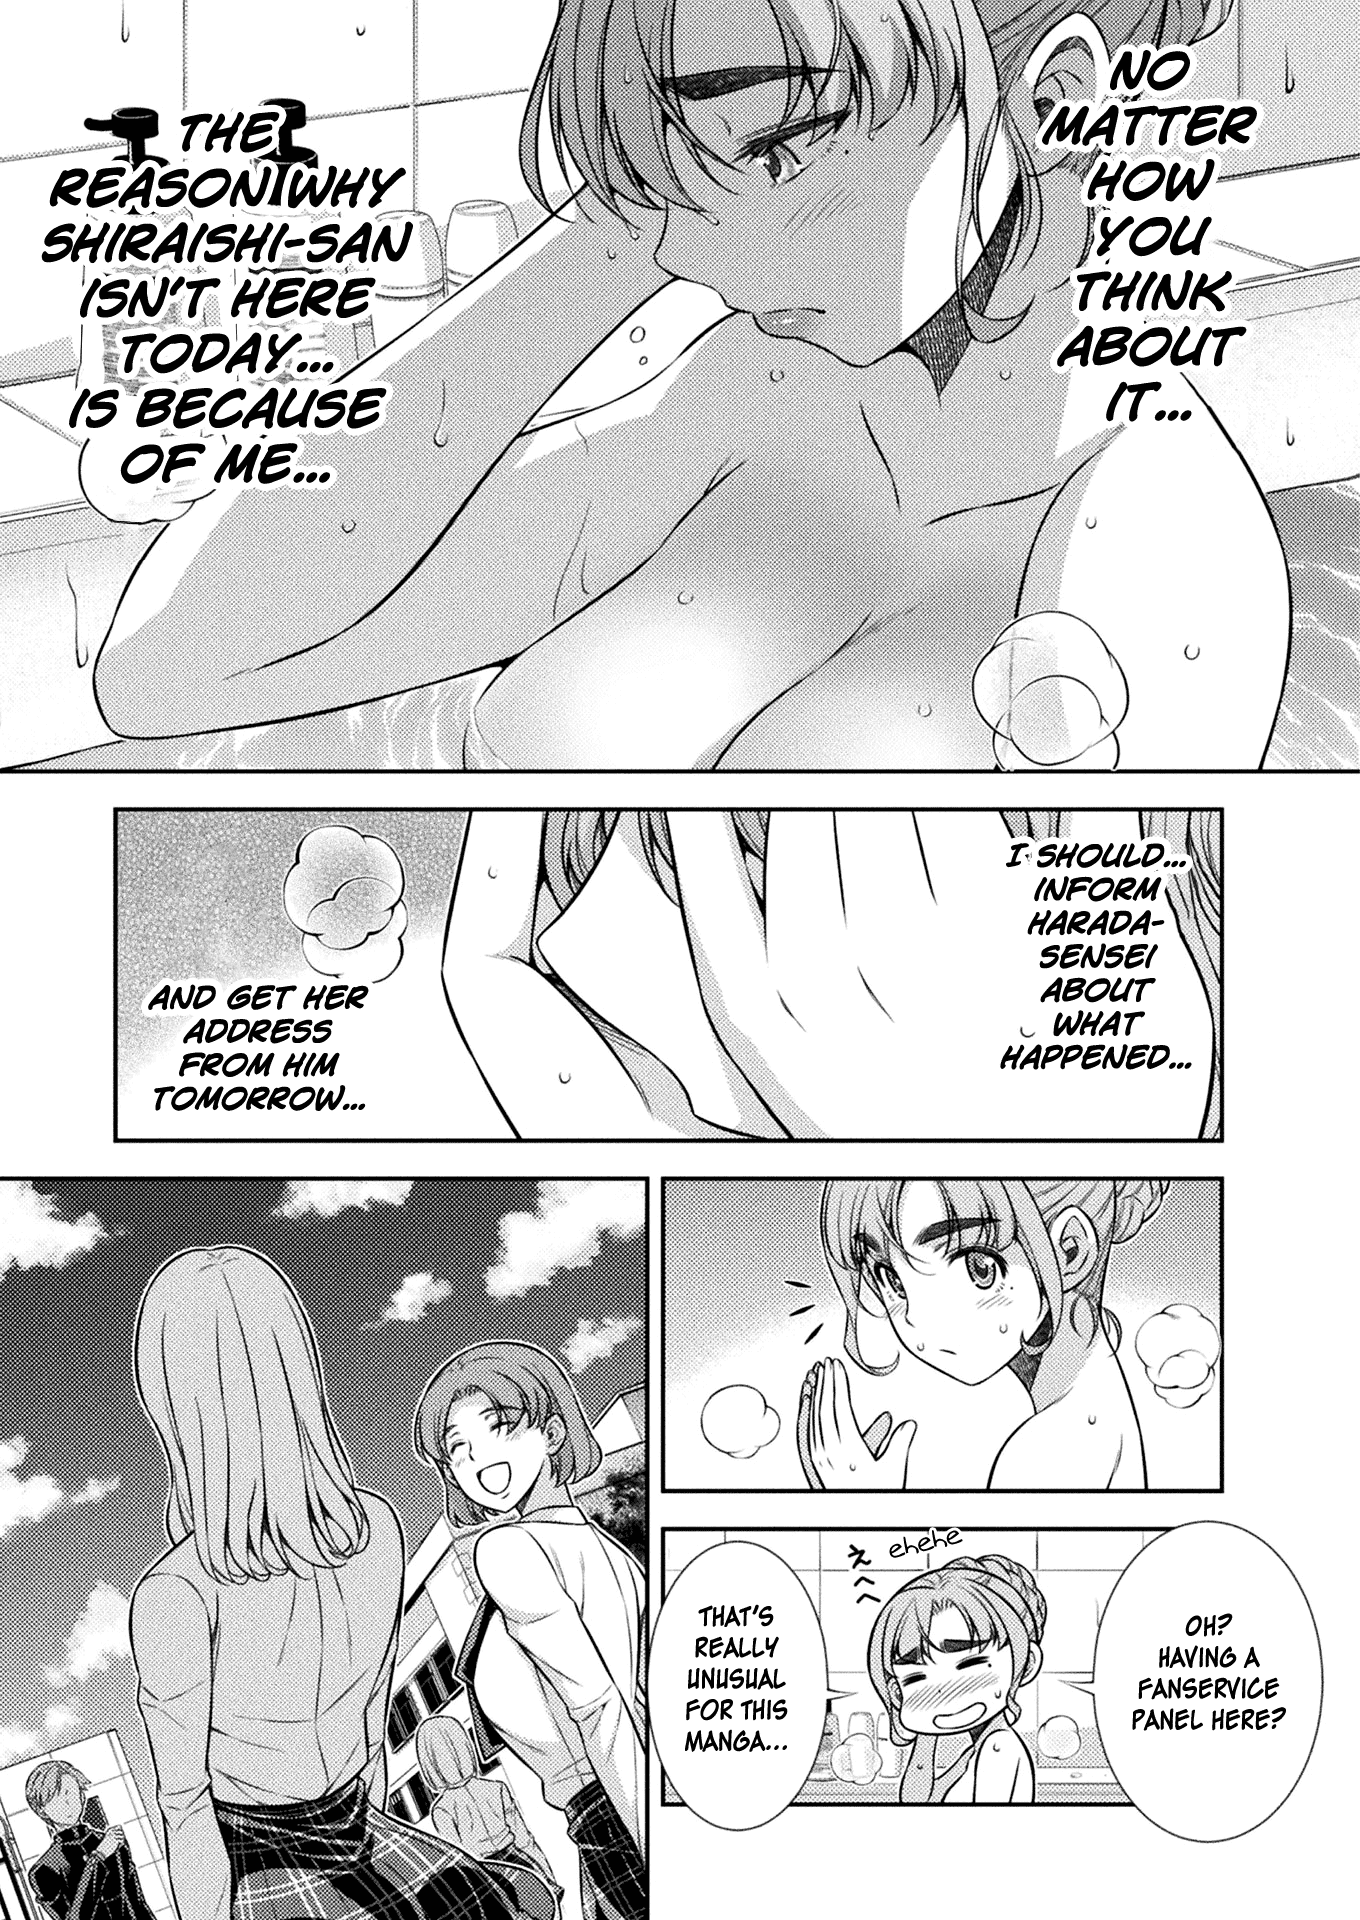 NO
MATTER
HOW
YOU
THINK
ABOUT
IT...
THE
REASON WHY
SHIRAISHI-SAN
ISN'T HERE
TODAY...
IS BECAUSE
OF ME...
I SHOULD...
INFORM
HARADA-
SENSEI
ABOUT
WHAT
HAPPENED...
AND GET HER
ADDRESS
FROM HIM
TOMORROW...
OH?
HAVING A
FANSERVICE
PANEL HERE?
えへへ
ehehe
THAT'S
REALLY
UNUSUAL
FOR THIS
MANGA...